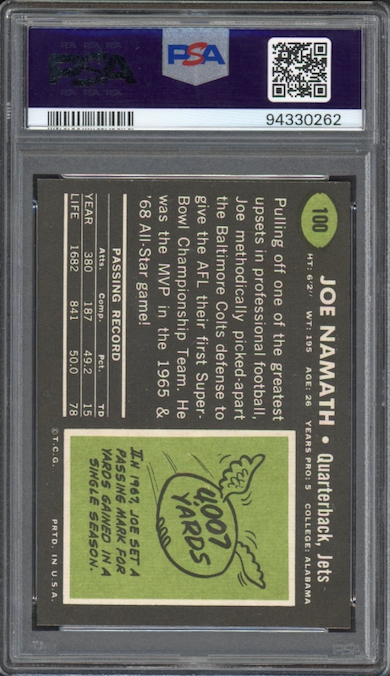 PSA
PSA
94330262
100
JOE NAMATH • Quarterback, Jets
HT: 6'2" WT: 195 AGE: 26 YEARS PRO: 5 COLLEGE: ALABAMA
Pulling off one of the greatest
upsets in professional football,
Joe methodically picked-apart
the Baltimore Colts defense to
give the AFL their first Super-
Bowl Championship Team. He
was the MVP in the 1965 &
'68 All-Star game!
PASSING RECORD
Atts. Comp. Pct. TD
YEAR 380 187 49.2 15
LIFE 1682 841 50.0 78
4,007
YARDS
IN 1967 JOE SET A
PASSING MARK FOR
YARDS GAINED IN A
SINGLE SEASON.
© T.C.G. PRTD. IN U.S.A.